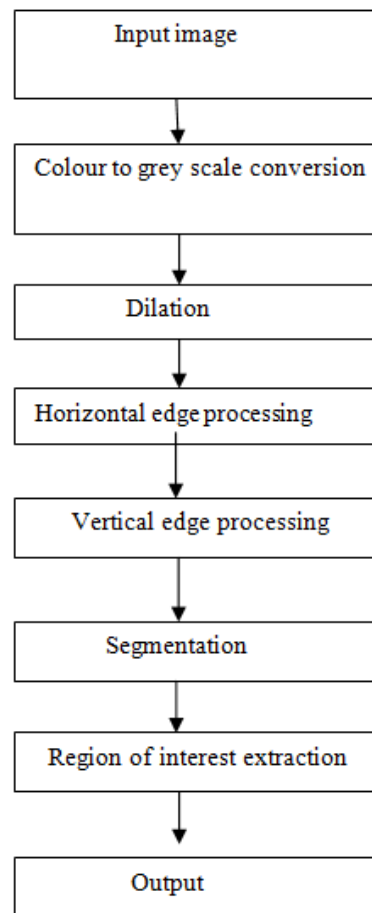 Input image
Colour to grey scale conversion
Dilation
Horizontal edge processing
Vertical edge processing
Segmentation
Region of interest extraction
Output